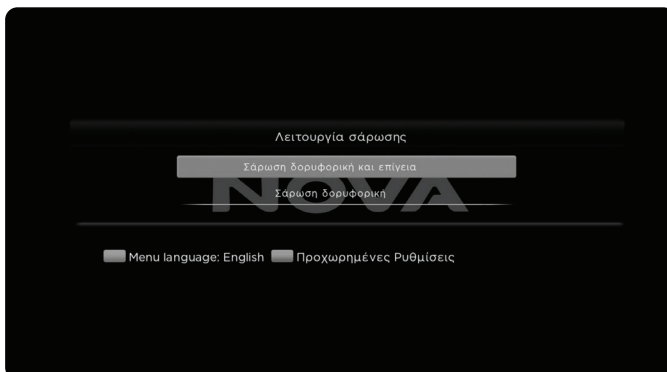 Λειτουργία σάρωσης
Σάρωση δορυφορική και επίγεια
NOVA
Σάρωση δορυφορική
Menu language: English Προχωρημένες Ρυθμίσεις